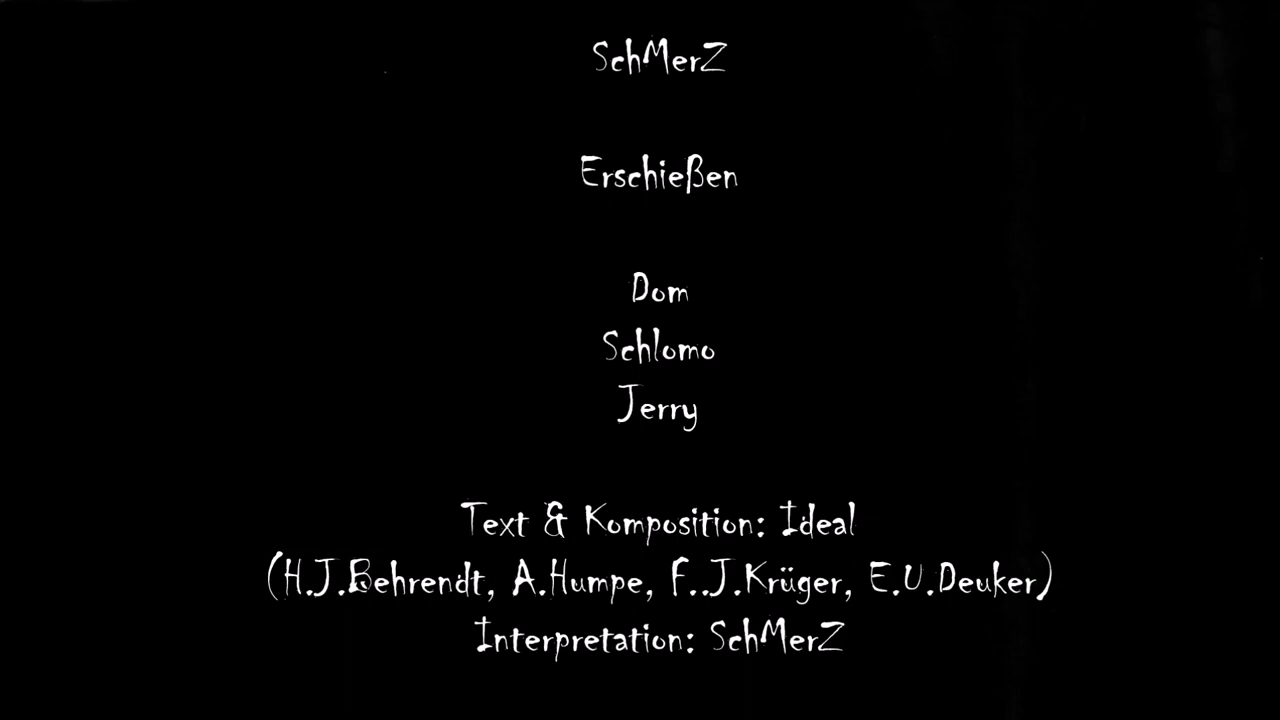 SchMerZ
Erschießen
Dom
Schlomo
Jerry
Text & Komposition: Ideal
(H.J.Behrendt, A.Humpe, F..J.Krüger, E.U.Deuker)
Interpretation: SchMerZ